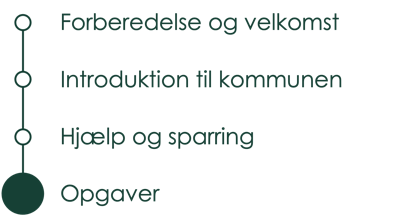 Forberedelse og velkomst
Introduktion til kommunen
Hjælp og sparring
Opgaver